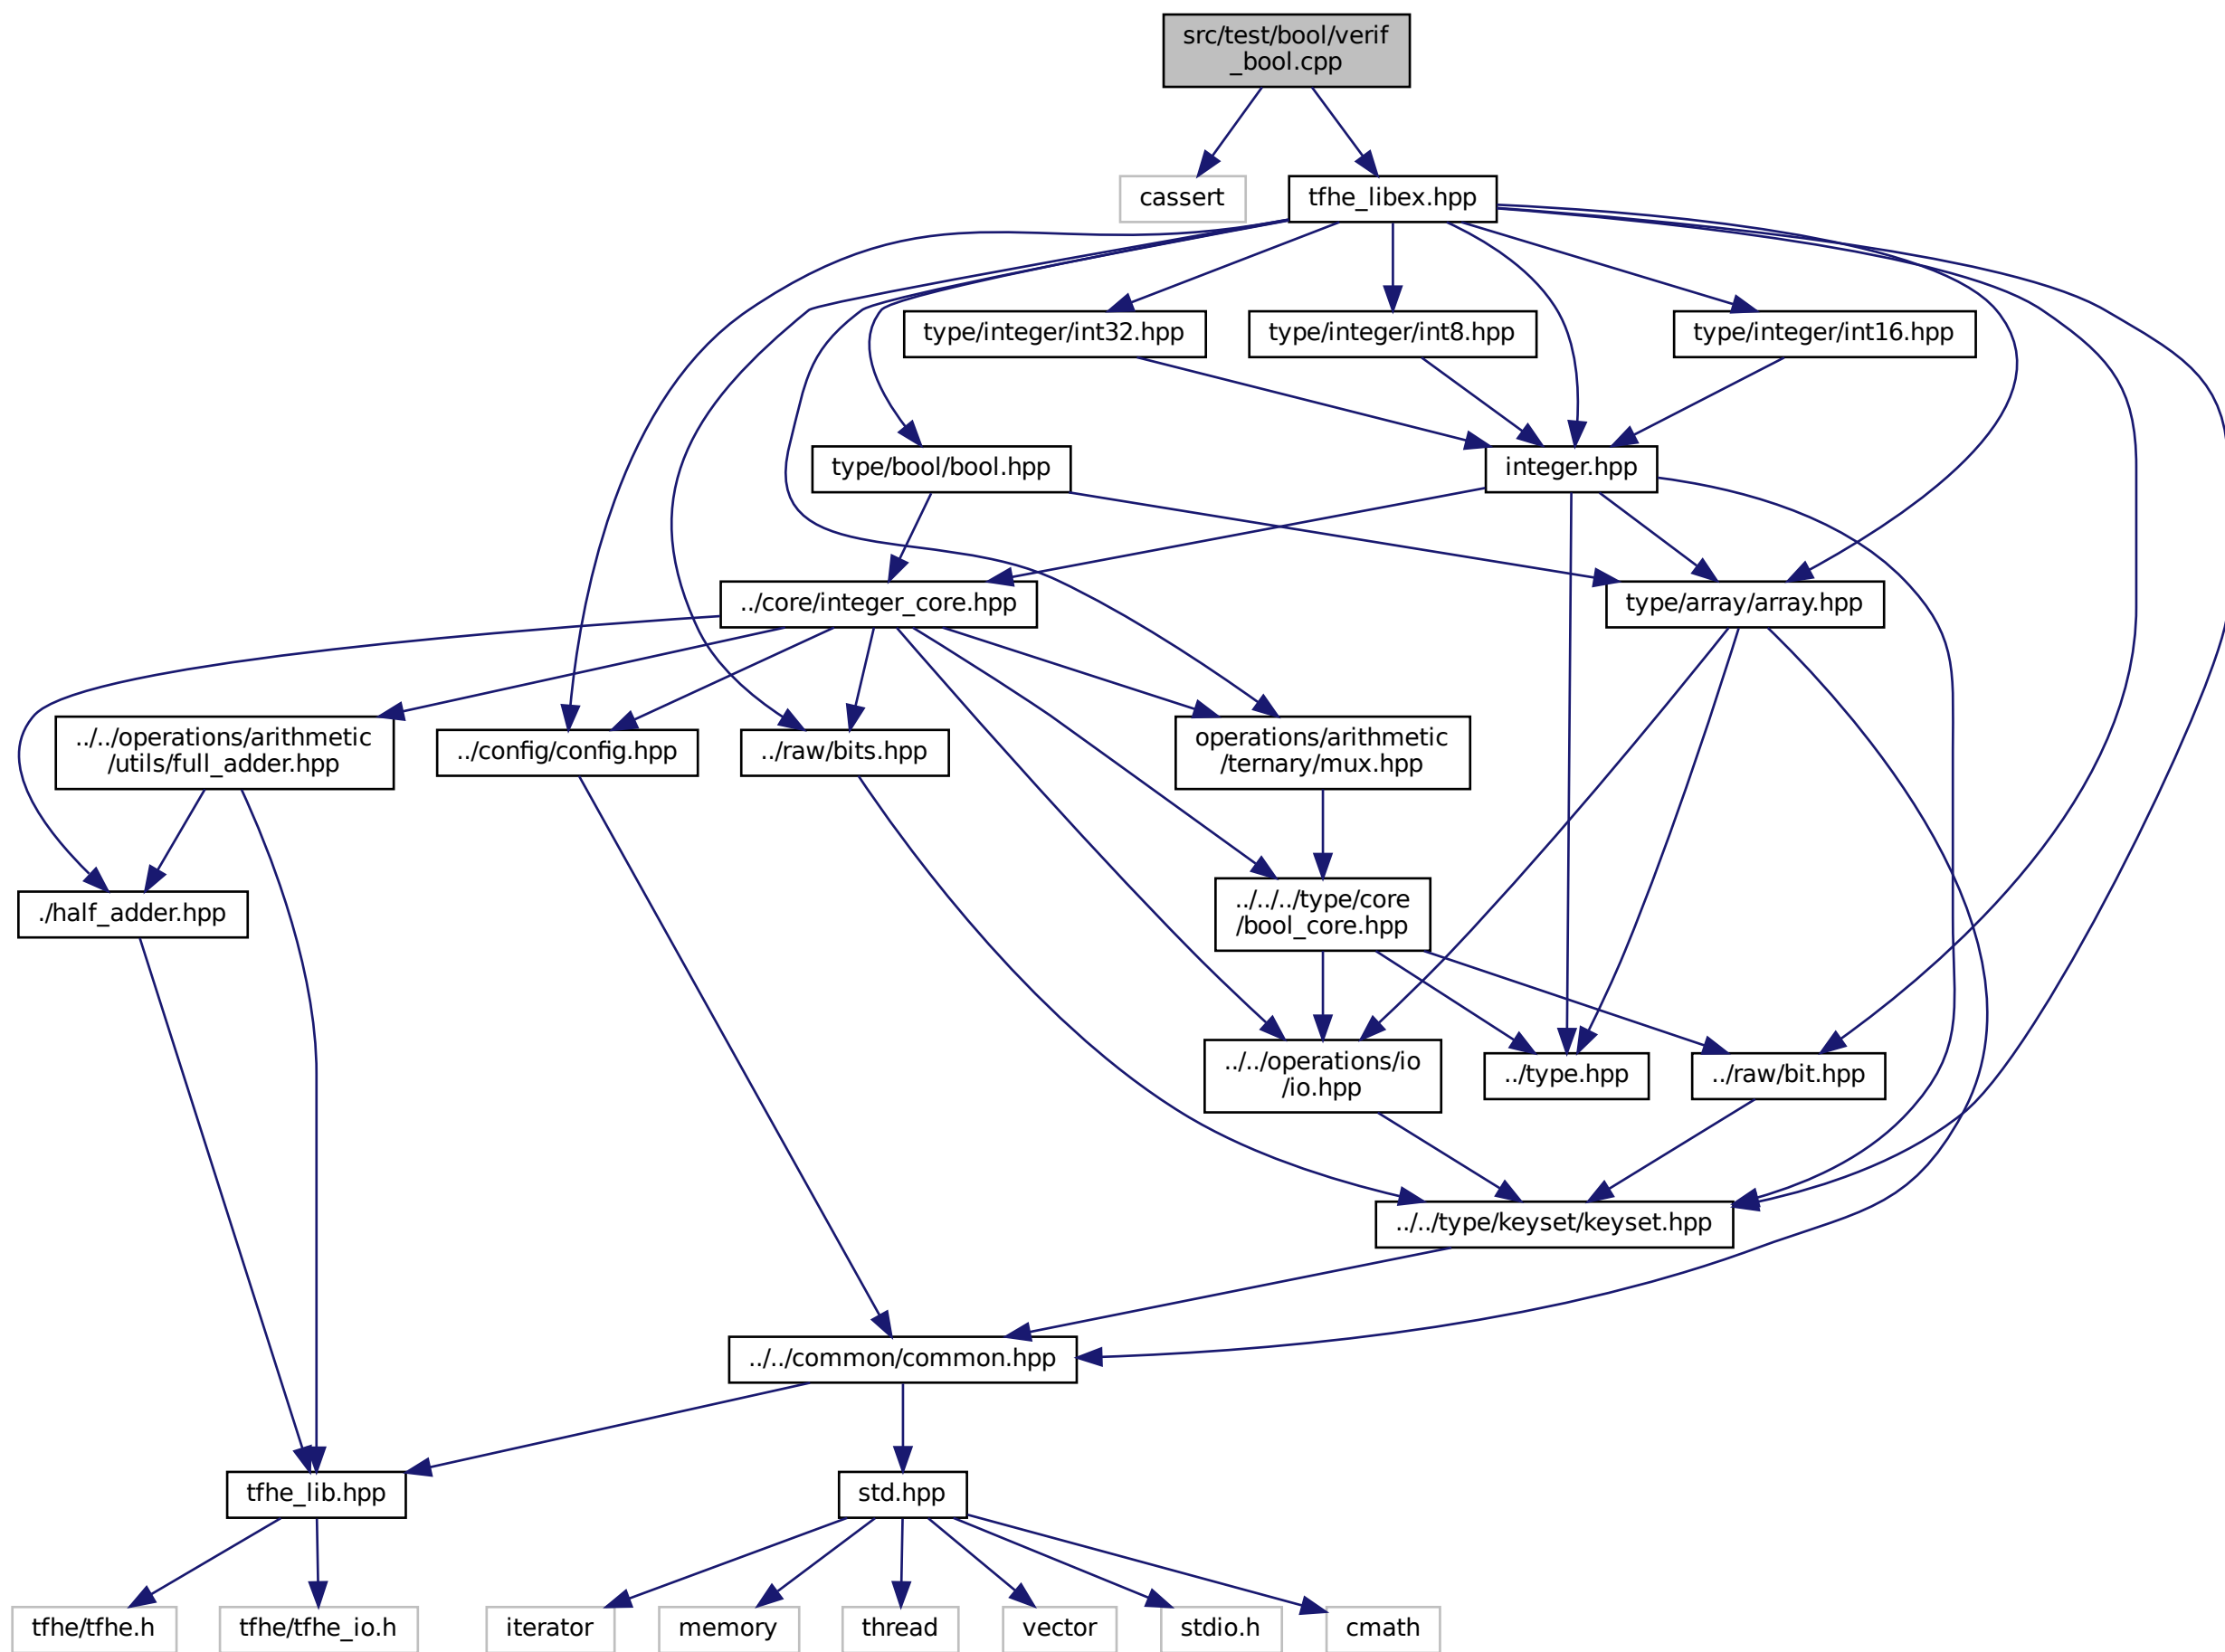 src/test/bool/verif
_bool.cpp
cassert
tfhe_libex.hpp
type/integer/int32.hpp
type/integer/int8.hpp
type/integer/int16.hpp
type/bool/bool.hpp
integer.hpp
../core/integer_core.hpp
type/array/array.hpp
../../operations/arithmetic
/utils/full_adder.hpp
../config/config.hpp
../raw/bits.hpp
operations/arithmetic
/ternary/mux.hpp
./half_adder.hpp
../../../type/core
/bool_core.hpp
../../operations/io
/io.hpp
../type.hpp
../raw/bit.hpp
../../type/keyset/keyset.hpp
../../common/common.hpp
tfhe_lib.hpp
std.hpp
tfhe/tfhe.h
tfhe/tfhe_io.h
iterator
memory
thread
vector
stdio.h
cmath